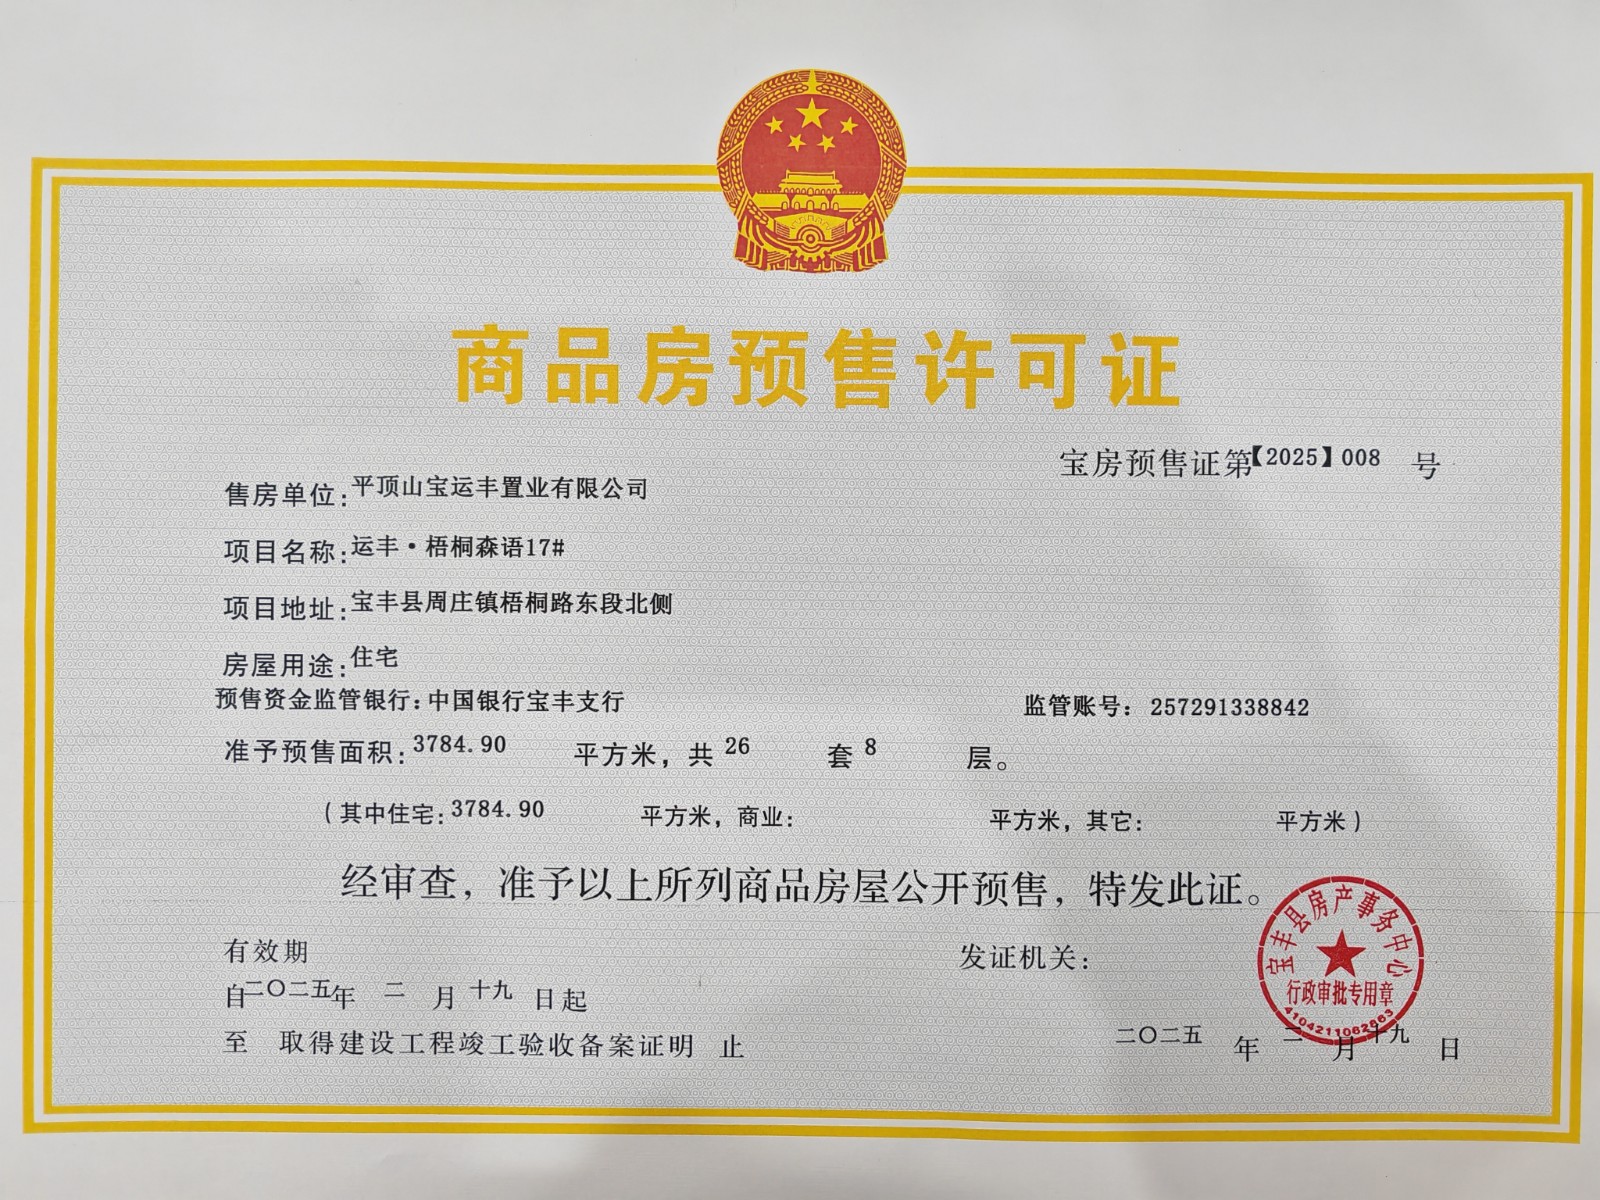 商品房预售许可证
宝房预售证第【2025】008 号
售房单位：平顶山宝运丰置业有限公司
项目名称：运丰·梧桐森语17#
项目地址：宝丰县周庄镇梧桐路东段北侧
房屋用途：住宅
预售资金监管银行：中国银行宝丰支行 监管账号：257291338842
准予预售面积：3784.90 平方米，共 26 套 8 层。
（其中住宅：3784.90 平方米，商业： 平方米，其它： 平方米）
经审查，准予以上所列商品房屋公开预售，特发此证。
有效期
发证机关：
自二〇二五年 二 月 十九 日起
至 取得建设工程竣工验收备案证明 止
宝丰县房产事务中心
行政审批专用章
4104211062663
二〇二五 年 二 月 十九 日